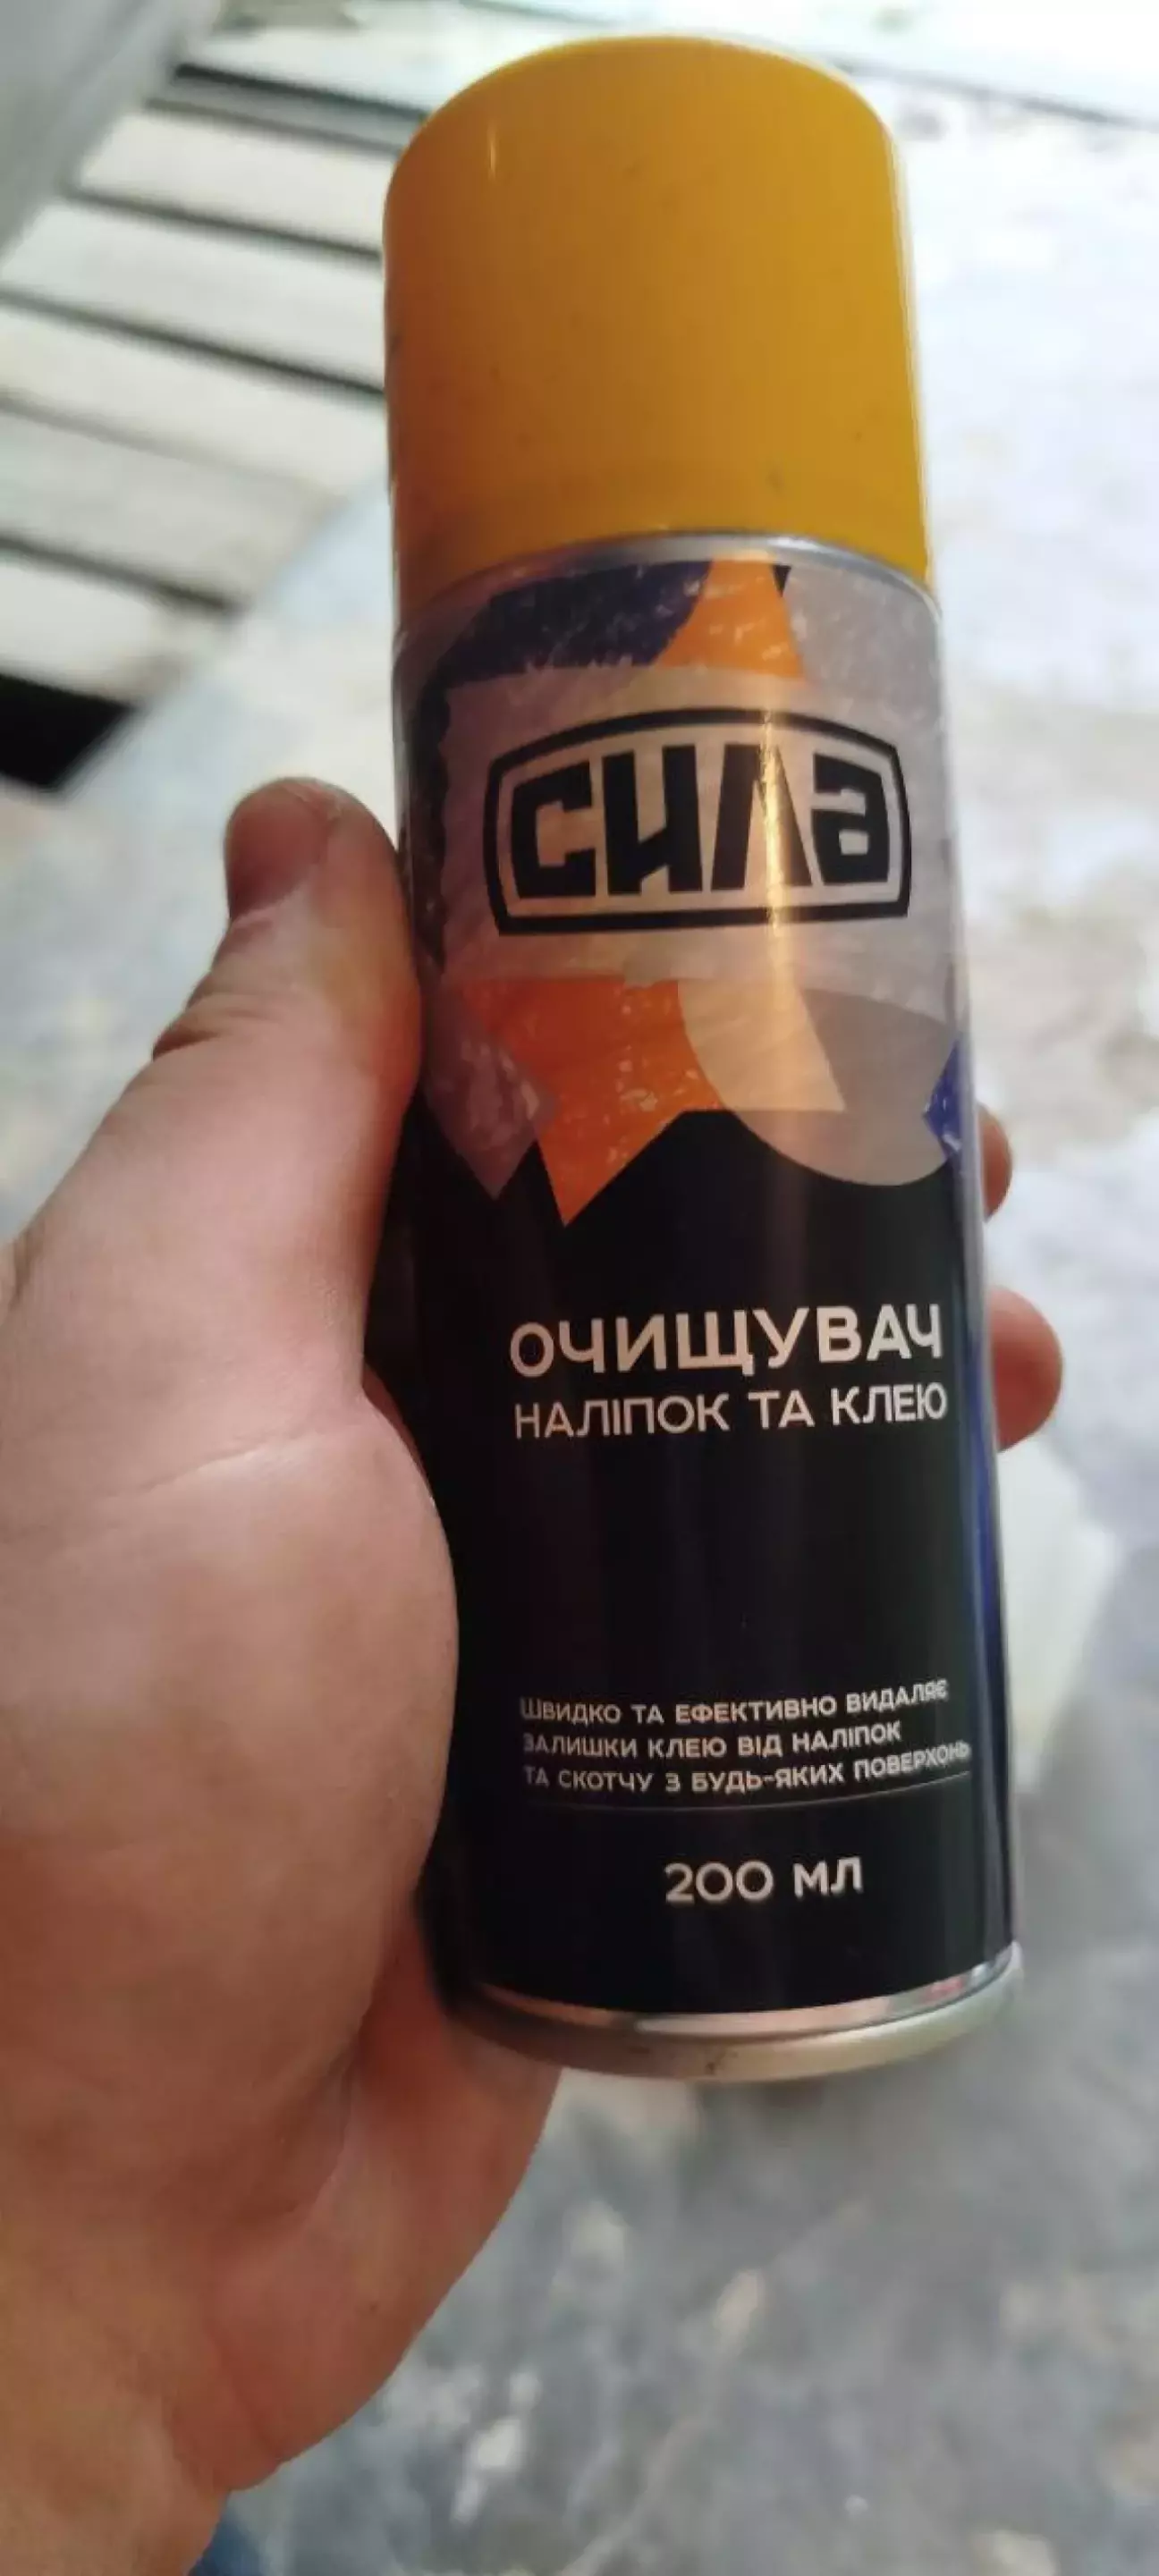 СИЛА
ОЧИЩУВАЧ
НАЛІПОК ТА КЛЕЮ
ШВИДКО ТА ЕФЕКТИВНО ВИДАЛЯЄ
ЗАЛИШКИ КЛЕЮ ВІД НАЛІПОК
ТА СКОТЧУ З БУДЬ-ЯКИХ ПОВЕРХОНЬ
200 МЛ